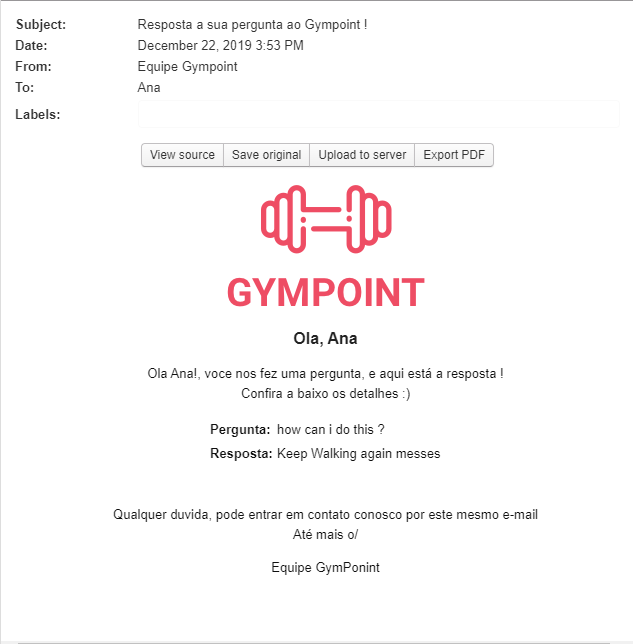 Subject: Resposta a sua pergunta ao Gympoint !
Date: December 22, 2019 3:53 PM
From: Equipe Gympoint
To: Ana
Labels:
View source Save original Upload to server Export PDF
GYMPOINT
Ola, Ana
Ola Ana!, voce nos fez uma pergunta, e aqui está a resposta !
Confira a baixo os detalhes :)
Pergunta: how can i do this ?
Resposta: Keep Walking again messes
Qualquer duvida, pode entrar em contato conosco por este mesmo e-mail
Até mais o/
Equipe GymPonint